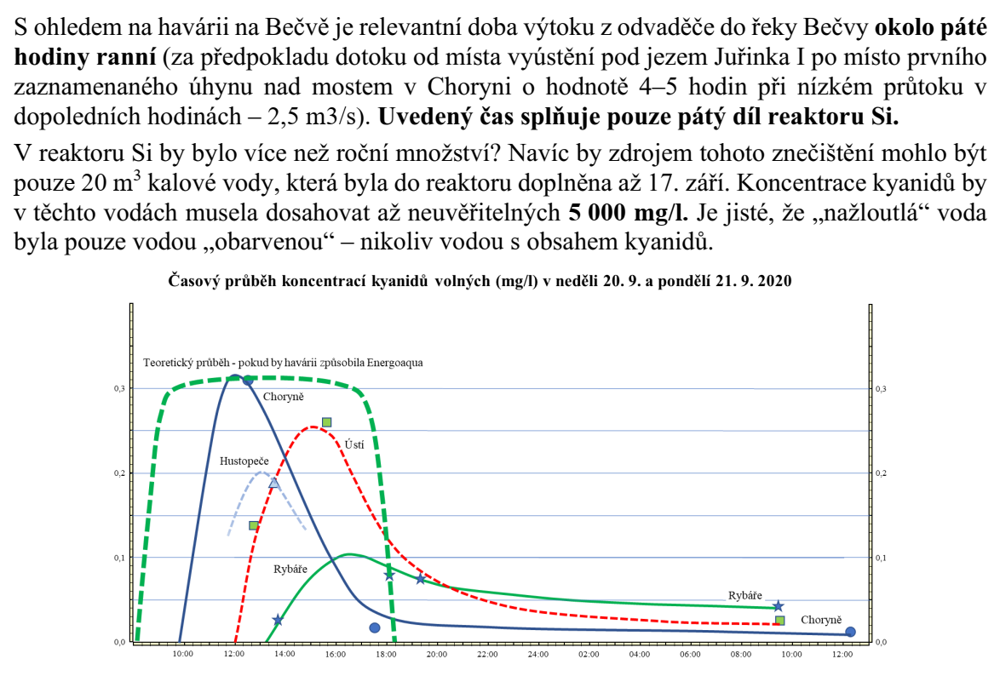 S ohledem na havárii na Bečvě je relevantní doba výtoku z odvaděče do řeky Bečvy okolo páté
hodiny ranní (za předpokladu dotoku od místa vyústění pod jezem Juřinka I po místo prvního
zaznamenaného úhynu nad mostem v Choryni o hodnotě 4–5 hodin při nízkém průtoku v
dopoledních hodinách – 2,5 m3/s). Uvedený čas splňuje pouze pátý díl reaktoru Si.
V reaktoru Si by bylo více než roční množství? Navíc by zdrojem tohoto znečištění mohlo být
pouze 20 m³ kalové vody, která byla do reaktoru doplněna až 17. září. Koncentrace kyanidů by
v těchto vodách musela dosahovat až neuvěřitelných 5 000 mg/l. Je jisté, že „nažloutlá“ voda
byla pouze vodou „obarvenou“ – nikoliv vodou s obsahem kyanidů.
Časový průběh koncentrací kyanidů volných (mg/l) v neděli 20. 9. a pondělí 21. 9. 2020
Teoretický průběh - pokud by havárii způsobila Energoaqua
0,3 0,3
Choryně
Ústí
Hustopeče
0,2 0,2
Rybáře
0,1 0,1
Rybáře
Choryně
0,0 0,0
10:00 12:00 14:00 16:00 18:00 20:00 22:00 24:00 02:00 04:00 06:00 08:00 10:00 12:00